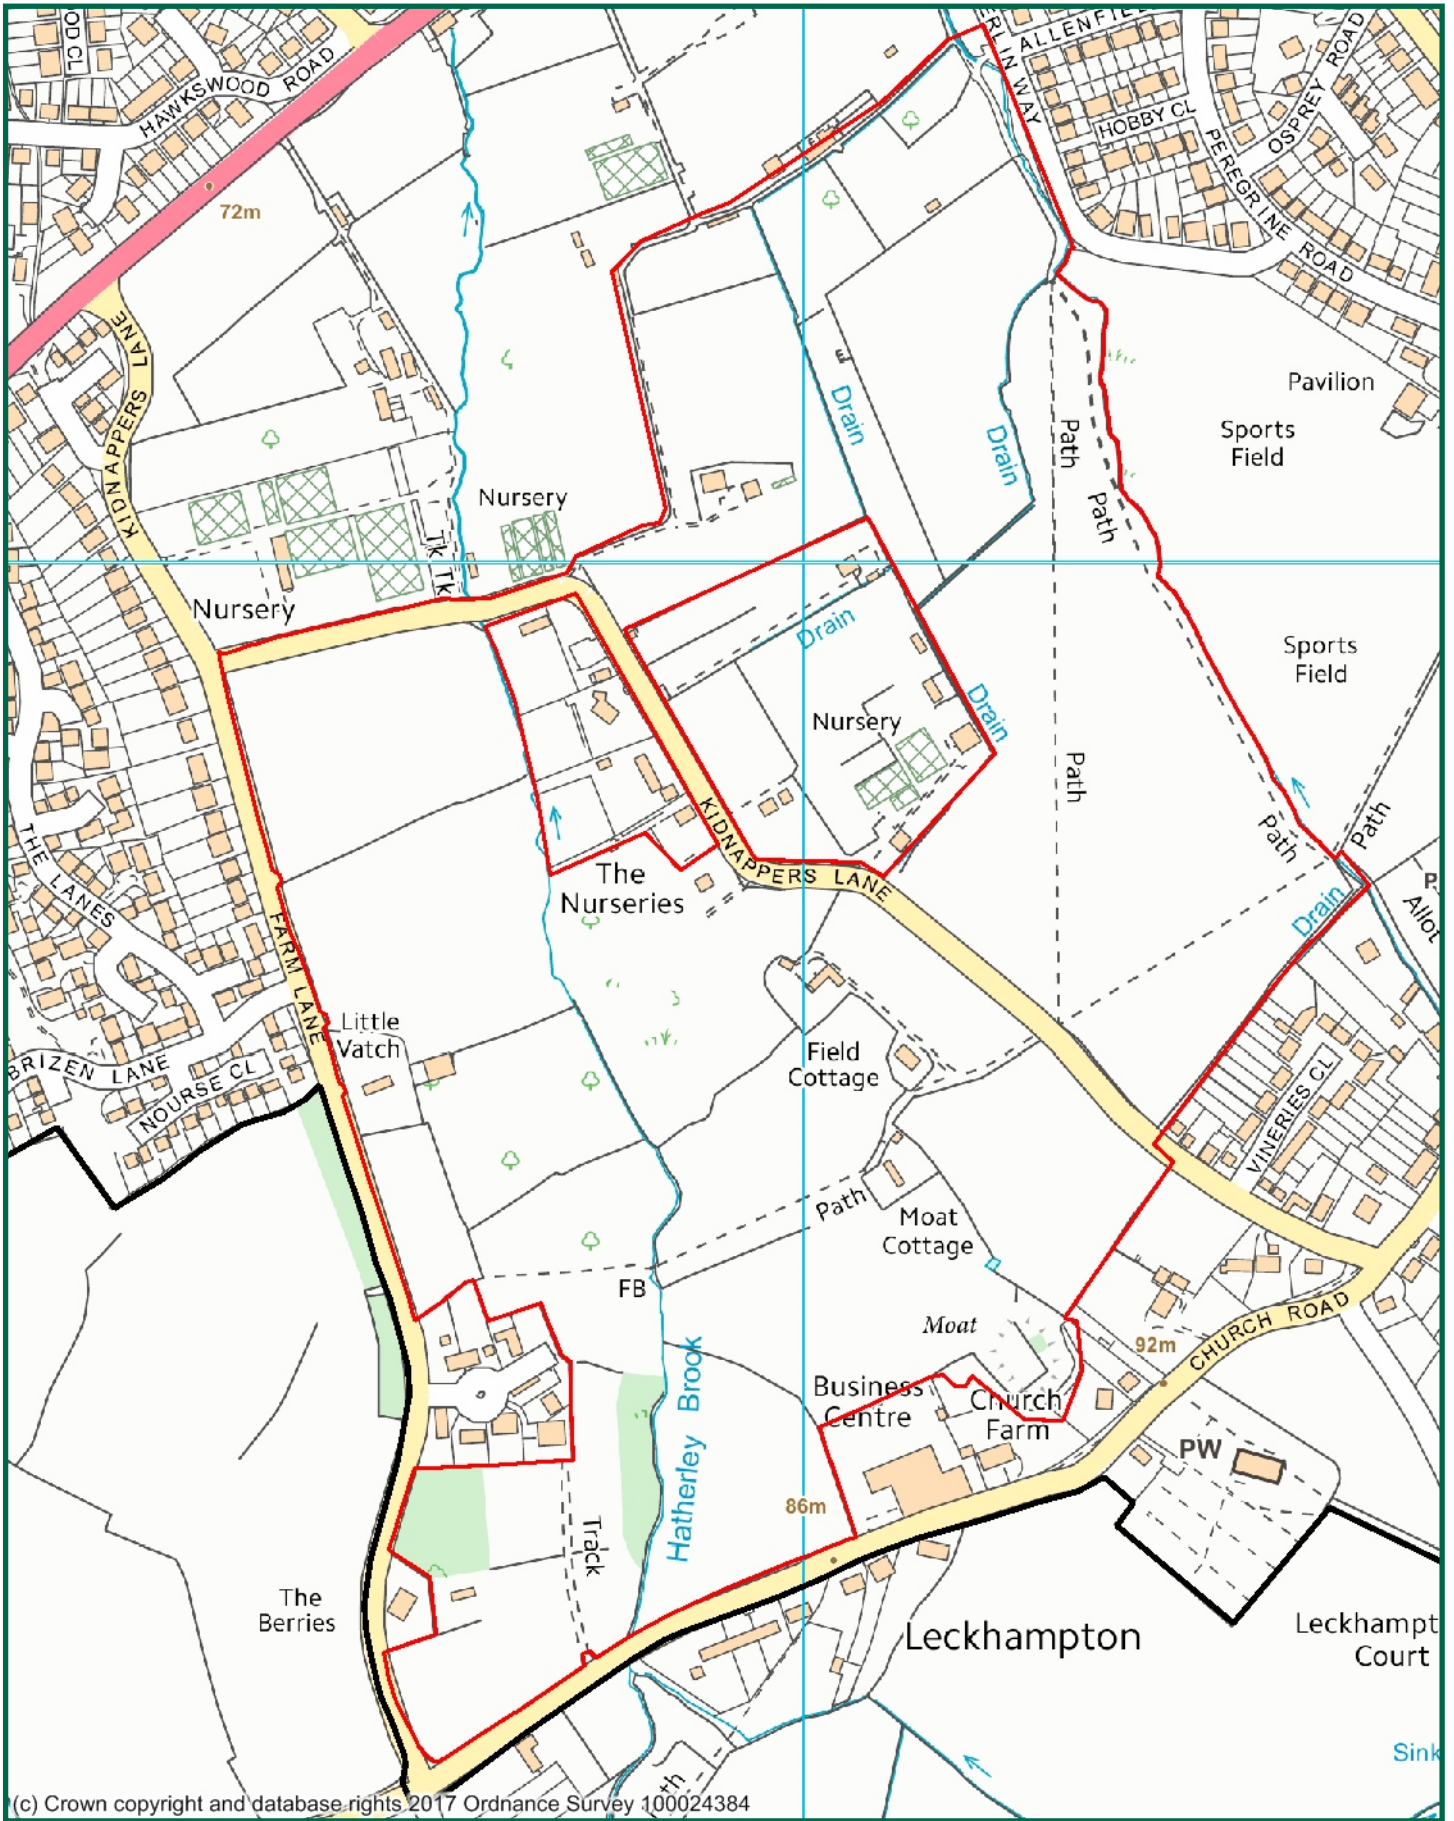 OD CL
HAWKSWOOD ROAD
ERLIN WAY
ALLENFIEL
HOBBY CL
OSPREY ROAD
PEREGRINE ROAD
72m
KIDNAPPERS LANE
Pavilion
Sports
Field
Drain
Drain
Path
Path
Nursery
Tk
Tk
Nursery
Drain
Sports
Field
Nursery
Drain
Path
KIDNAPPERS LANE
The
Nurseries
THE LANES
FARM LANE
Path
Path
P
Allot
Drain
Little
Vatch
BRIZEN LANE
NOURSE CL
Field
Cottage
VINERIES CL
Path
Moat
Cottage
FB
Moat
92m
CHURCH ROAD
Hatherley Brook
Business
Centre
Church
Farm
PW
86m
Track
The
Berries
Leckhampton
Leckhampt
Court
Sink
th
(c) Crown copyright and database rights 2017 Ordnance Survey 100024384